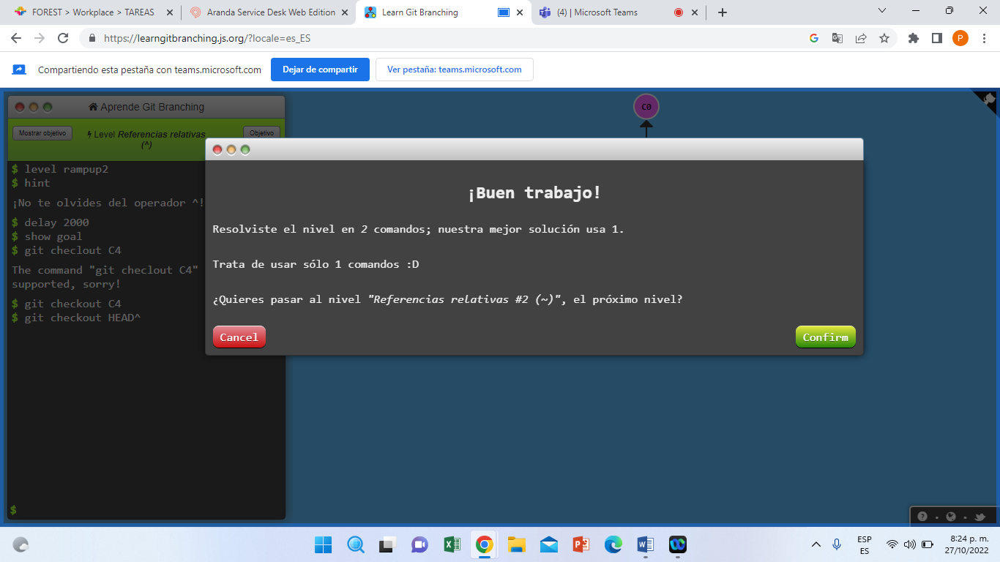 FOREST > Workplace > TAREAS
Aranda Service Desk Web Edition
Learn Git Branching
(4) | Microsoft Teams
https://learngitbranching.js.org/?locale=es_ES
P
Compartiendo esta pestaña con teams.microsoft.com
Dejar de compartir
Ver pestaña: teams.microsoft.com
Aprende Git Branching
Mostrar objetivo
Level Referencias relativas
(^)
Objetivo
C0
$ level rampup2
$ hint
¡No te olvides del operador ^!
$ delay 2000
$ show goal
$ git checlout C4
The command "git checlout C4"
supported, sorry!
$ git checkout C4
$ git checkout HEAD^
$
¡Buen trabajo!
Resolviste el nivel en 2 comandos; nuestra mejor solución usa 1.
Trata de usar sólo 1 comandos :D
¿Quieres pasar al nivel "Referencias relativas #2 (~)", el próximo nivel?
Cancel
Confirm
ESP
ES
8:24 p. m.
27/10/2022